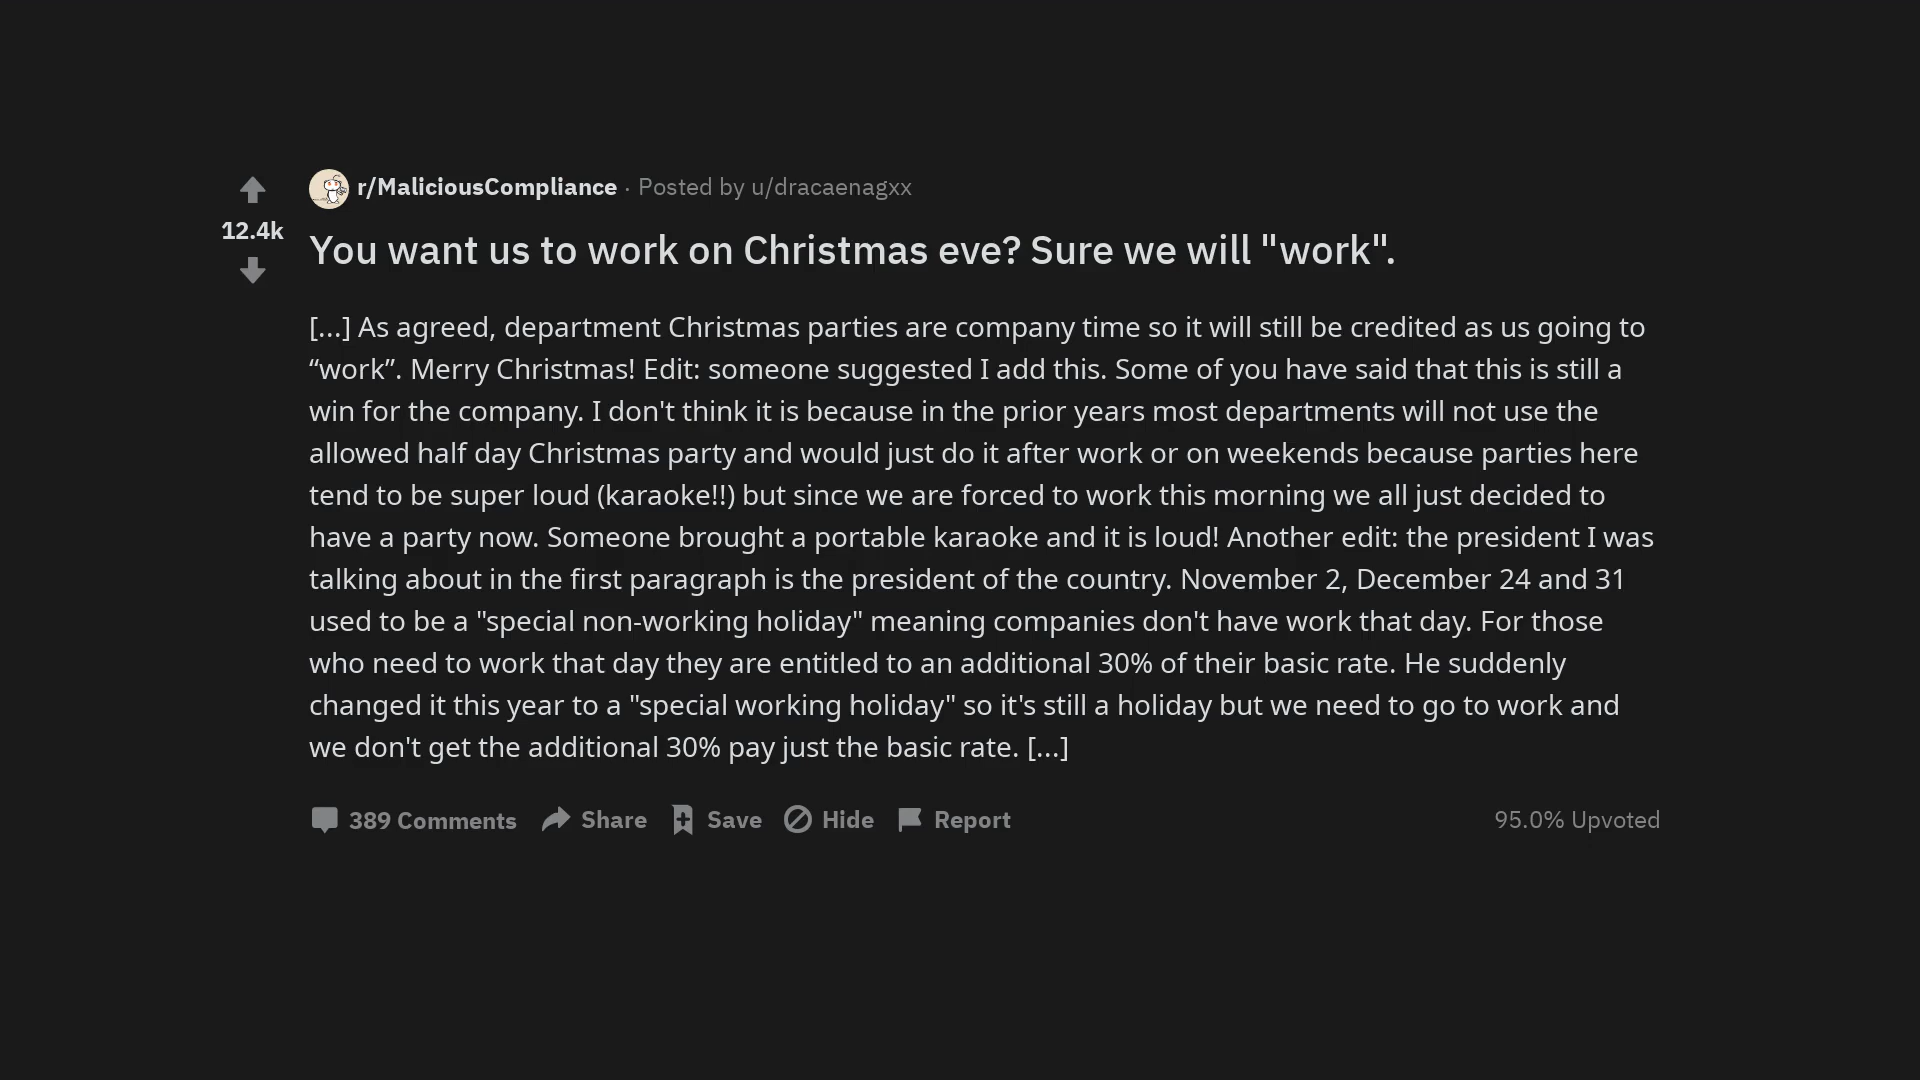 r/MaliciousCompliance · Posted by u/dracaenagxx
12.4k
You want us to work on Christmas eve? Sure we will "work".
[...] As agreed, department Christmas parties are company time so it will still be credited as us going to
“work”. Merry Christmas! Edit: someone suggested I add this. Some of you have said that this is still a
win for the company. I don't think it is because in the prior years most departments will not use the
allowed half day Christmas party and would just do it after work or on weekends because parties here
tend to be super loud (karaoke!!) but since we are forced to work this morning we all just decided to
have a party now. Someone brought a portable karaoke and it is loud! Another edit: the president I was
talking about in the first paragraph is the president of the country. November 2, December 24 and 31
used to be a "special non-working holiday" meaning companies don't have work that day. For those
who need to work that day they are entitled to an additional 30% of their basic rate. He suddenly
changed it this year to a "special working holiday" so it's still a holiday but we need to go to work and
we don't get the additional 30% pay just the basic rate. [...]
389 Comments Share Save Hide Report 95.0% Upvoted